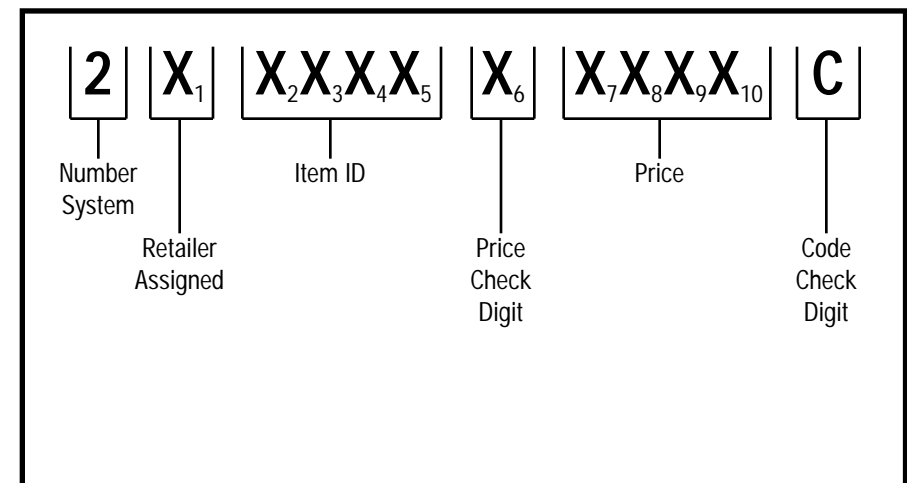 2 X₁ X₂X₃X₄X₅ X₆ X₇X₈X₉X₁₀ C
Number Item ID Price
System
Retailer Price Code
Assigned Check Check
Digit Digit